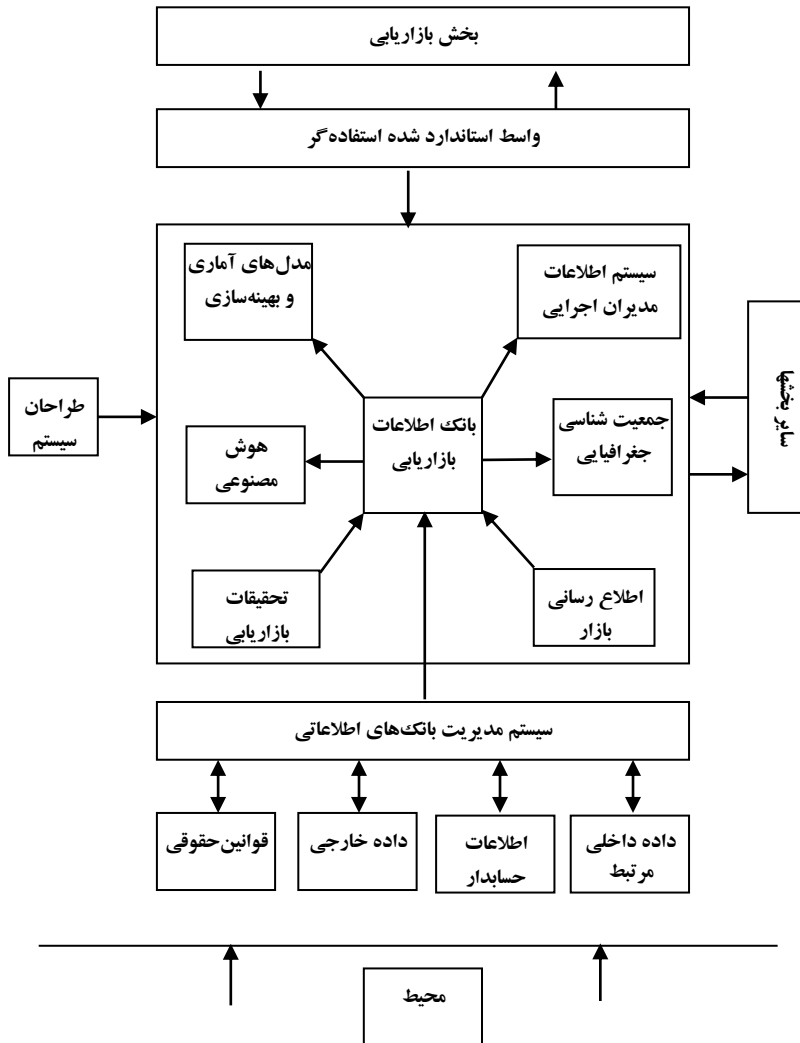 بخش بازاریابی
واسط استاندارد شده استفاده‌گر
سیستم اطلاعات
مدیران اجرایی
مدل‌های آماری
و بهینه‌سازی
سایر بخشها
طراحان
سیستم
جمعیت شناسی
جغرافیایی
بانک اطلاعات
بازاریابی
هوش
مصنوعی
اطلاع رسانی
بازار
تحقیقات
بازاریابی
سیستم مدیریت بانک‌های اطلاعاتی
داده داخلی
مرتبط
اطلاعات
حسابدار
داده خارجی
قوانین‌حقوقی
محیط